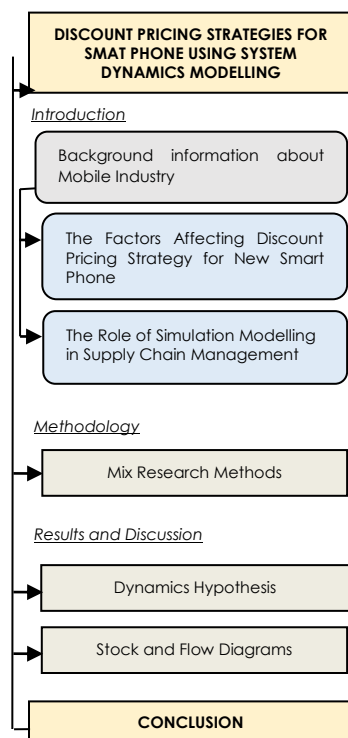 DISCOUNT PRICING STRATEGIES FOR
SMAT PHONE USING SYSTEM
DYNAMICS MODELLING
Introduction
Background information about
Mobile Industry
The Factors Affecting Discount
Pricing Strategy for New Smart
Phone
The Role of Simulation Modelling
in Supply Chain Management
Methodology
Mix Research Methods
Results and Discussion
Dynamics Hypothesis
Stock and Flow Diagrams
CONCLUSION